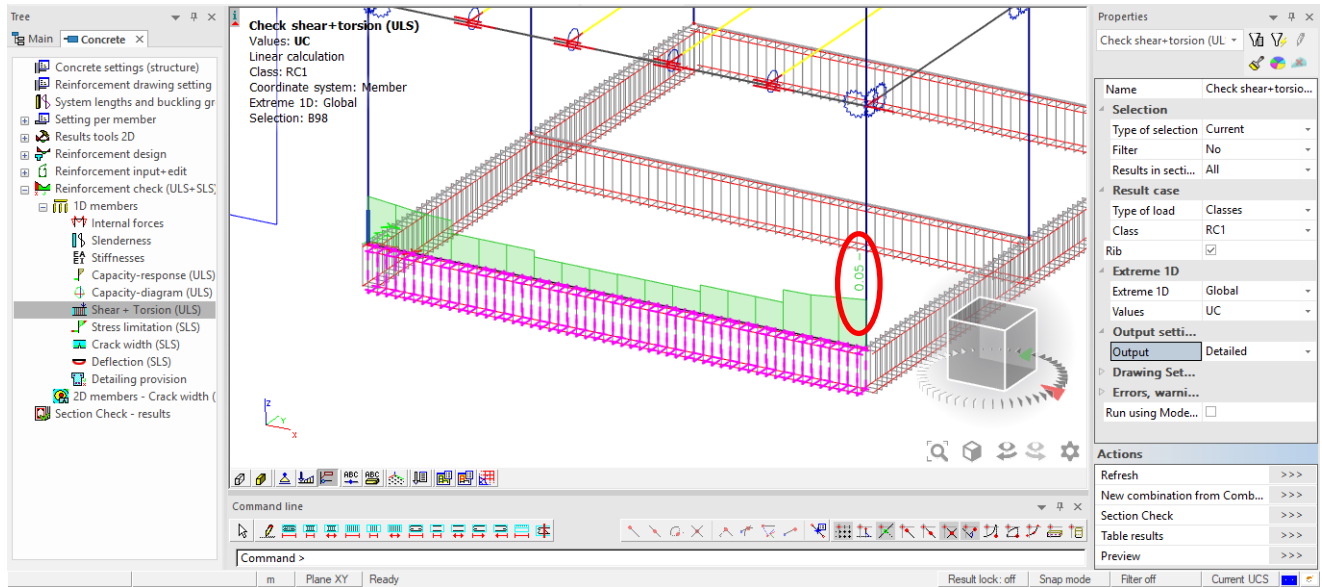 Tree
Main
Concrete
Concrete settings (structure)
Reinforcement drawing setting
System lengths and buckling gr
Setting per member
Results tools 2D
Reinforcement design
Reinforcement input+edit
Reinforcement check (ULS+SLS)
1D members
Internal forces
Slenderness
Stiffnesses
Capacity-response (ULS)
Capacity-diagram (ULS)
Shear + Torsion (ULS)
Stress limitation (SLS)
Crack width (SLS)
Deflection (SLS)
Detailing provision
2D members - Crack width (
Section Check - results
Check shear+torsion (ULS)
Values: UC
Linear calculation
Class: RC1
Coordinate system: Member
Extreme 1D: Global
Selection: B98
0.05
z
Y
x
ABC
ABC
Command line
Command >
Properties
Check shear+torsion (UL
Name Check shear+torsio...
Selection
Type of selection Current
Filter No
Results in secti... All
Result case
Type of load Classes
Class RC1
Rib
Extreme 1D
Extreme 1D Global
Values UC
Output setti...
Output Detailed
Drawing Set...
Errors, warni...
Run using Mode...
Actions
Refresh >>>
New combination from Comb... >>>
Section Check >>>
Table results >>>
Preview >>>
m Plane XY Ready Result lock: off Snap mode Filter off Current UCS